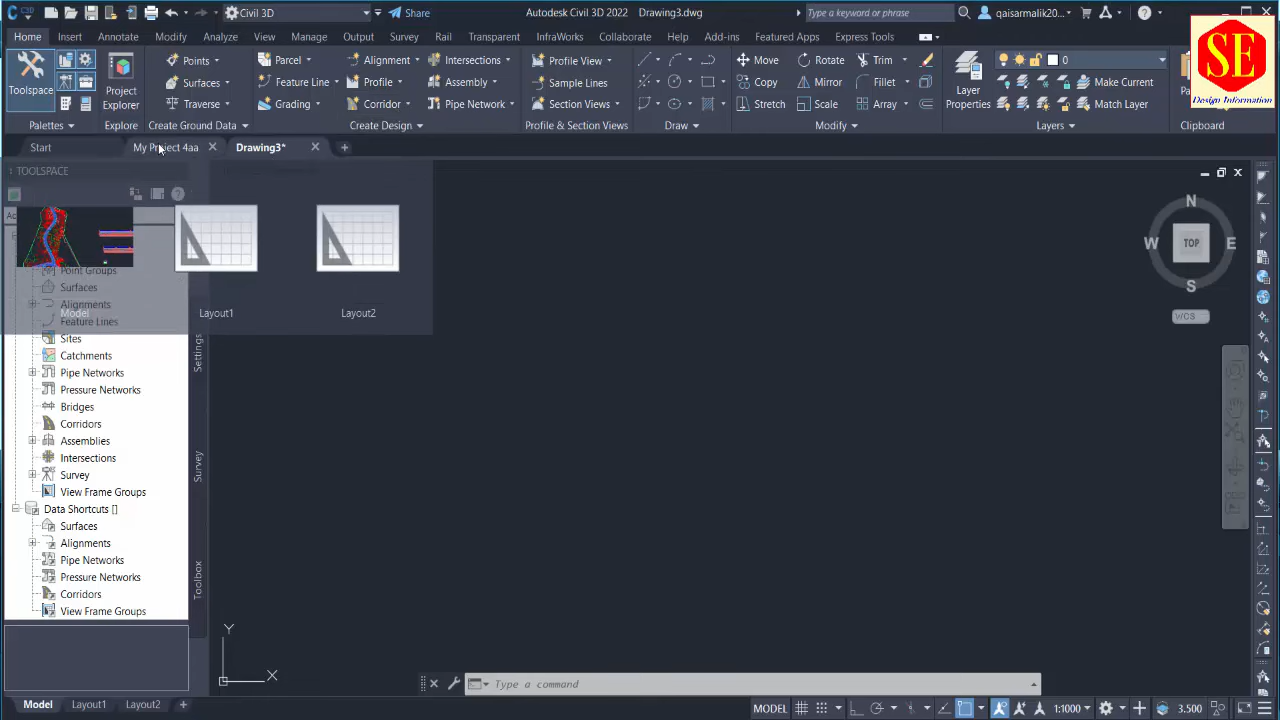 Civil 3D
Share
Autodesk Civil 3D 2022 Drawing3.dwg
Type a keyword or phrase
qaisarmalik20...
Home Insert Annotate Modify Analyze View Manage Output Survey Rail Transparent InfraWorks Collaborate Help Add-ins Featured Apps Express Tools
Toolspace
Project
Explorer
Points
Surfaces
Traverse
Parcel
Feature Line
Grading
Alignment
Profile
Corridor
Intersections
Assembly
Pipe Network
Profile View
Sample Lines
Section Views
Move
Copy
Stretch
Rotate
Mirror
Scale
Trim
Fillet
Array
Layer
Properties
0
Make Current
Match Layer
SE
Design Information
Palettes Explore Create Ground Data Create Design Profile & Section Views Draw Modify Layers Clipboard
Start My Project 4aa Drawing3*
TOOLSPACE
Model Layout1 Layout2
Point Groups
Surfaces
Alignments
Feature Lines
Sites
Catchments
Pipe Networks
Pressure Networks
Bridges
Corridors
Assemblies
Intersections
Survey
View Frame Groups
Data Shortcuts []
Surfaces
Alignments
Pipe Networks
Pressure Networks
Corridors
View Frame Groups
Settings
Survey
Toolbox
N
W TOP E
S
WCS
Y
X
Type a command
Model Layout1 Layout2
MODEL 1:1000 3.500